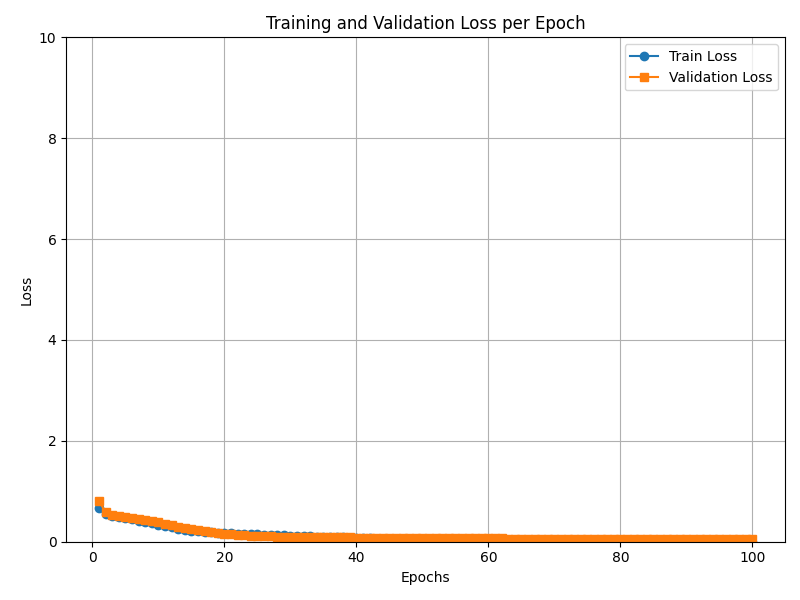 Training and Validation Loss per Epoch
Train Loss
Validation Loss
10
8
6
4
2
0
Loss
0 20 40 60 80 100
Epochs